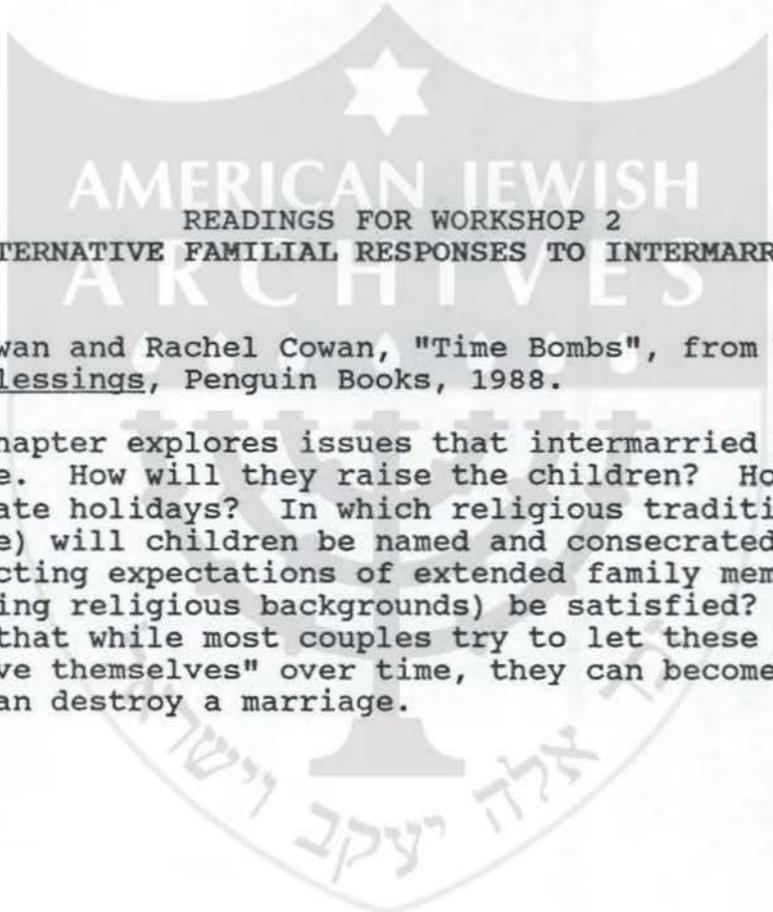 AMERICAN JEWISH
ARCHIVES
READINGS FOR WORKSHOP 2
TERNATIVE FAMILIAL RESPONSES TO INTERMARR
wan and Rachel Cowan, "Time Bombs", from
lessings, Penguin Books, 1988.
hapter explores issues that intermarried
e. How will they raise the children? Ho
ate holidays? In which religious traditi
e) will children be named and consecrated
cting expectations of extended family mem
ing religious backgrounds) be satisfied?
that while most couples try to let these
ve themselves" over time, they can become
an destroy a marriage.
זכר אלה יעקב וישראל